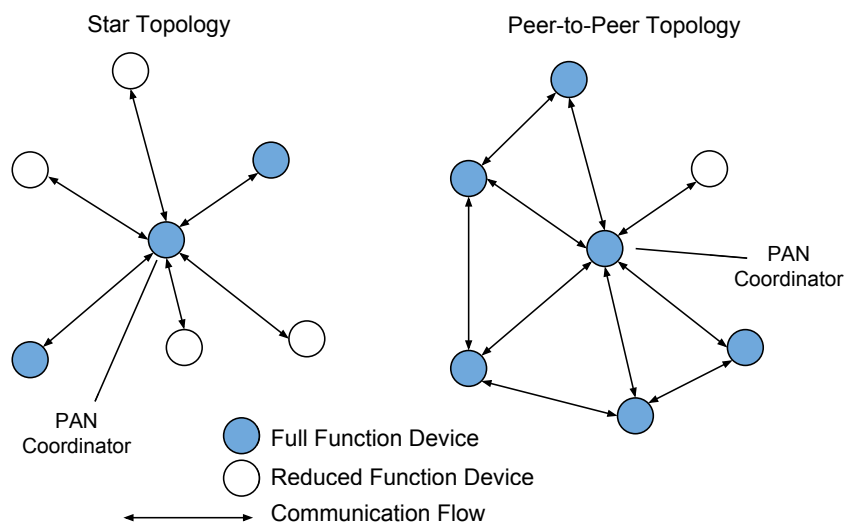 Star Topology
Peer-to-Peer Topology
PAN
Coordinator
PAN
Coordinator
Full Function Device
Reduced Function Device
Communication Flow